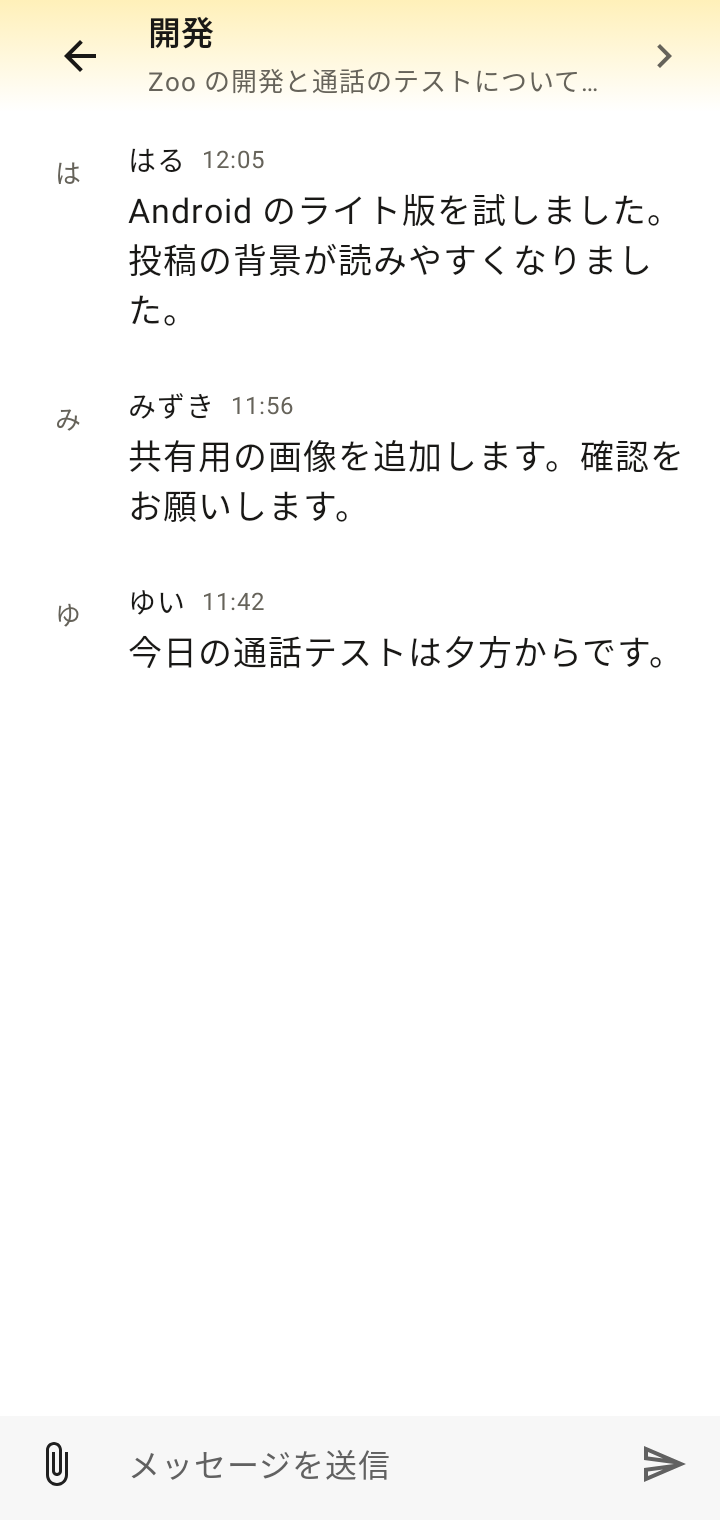 開発
Zoo の開発と通話のテストについて…
は
はる 12:05
Android のライト版を試しました。
投稿の背景が読みやすくなりまし
た。
み
みずき 11:56
共有用の画像を追加します。確認を
お願いします。
ゆ
ゆい 11:42
今日の通話テストは夕方からです。
メッセージを送信